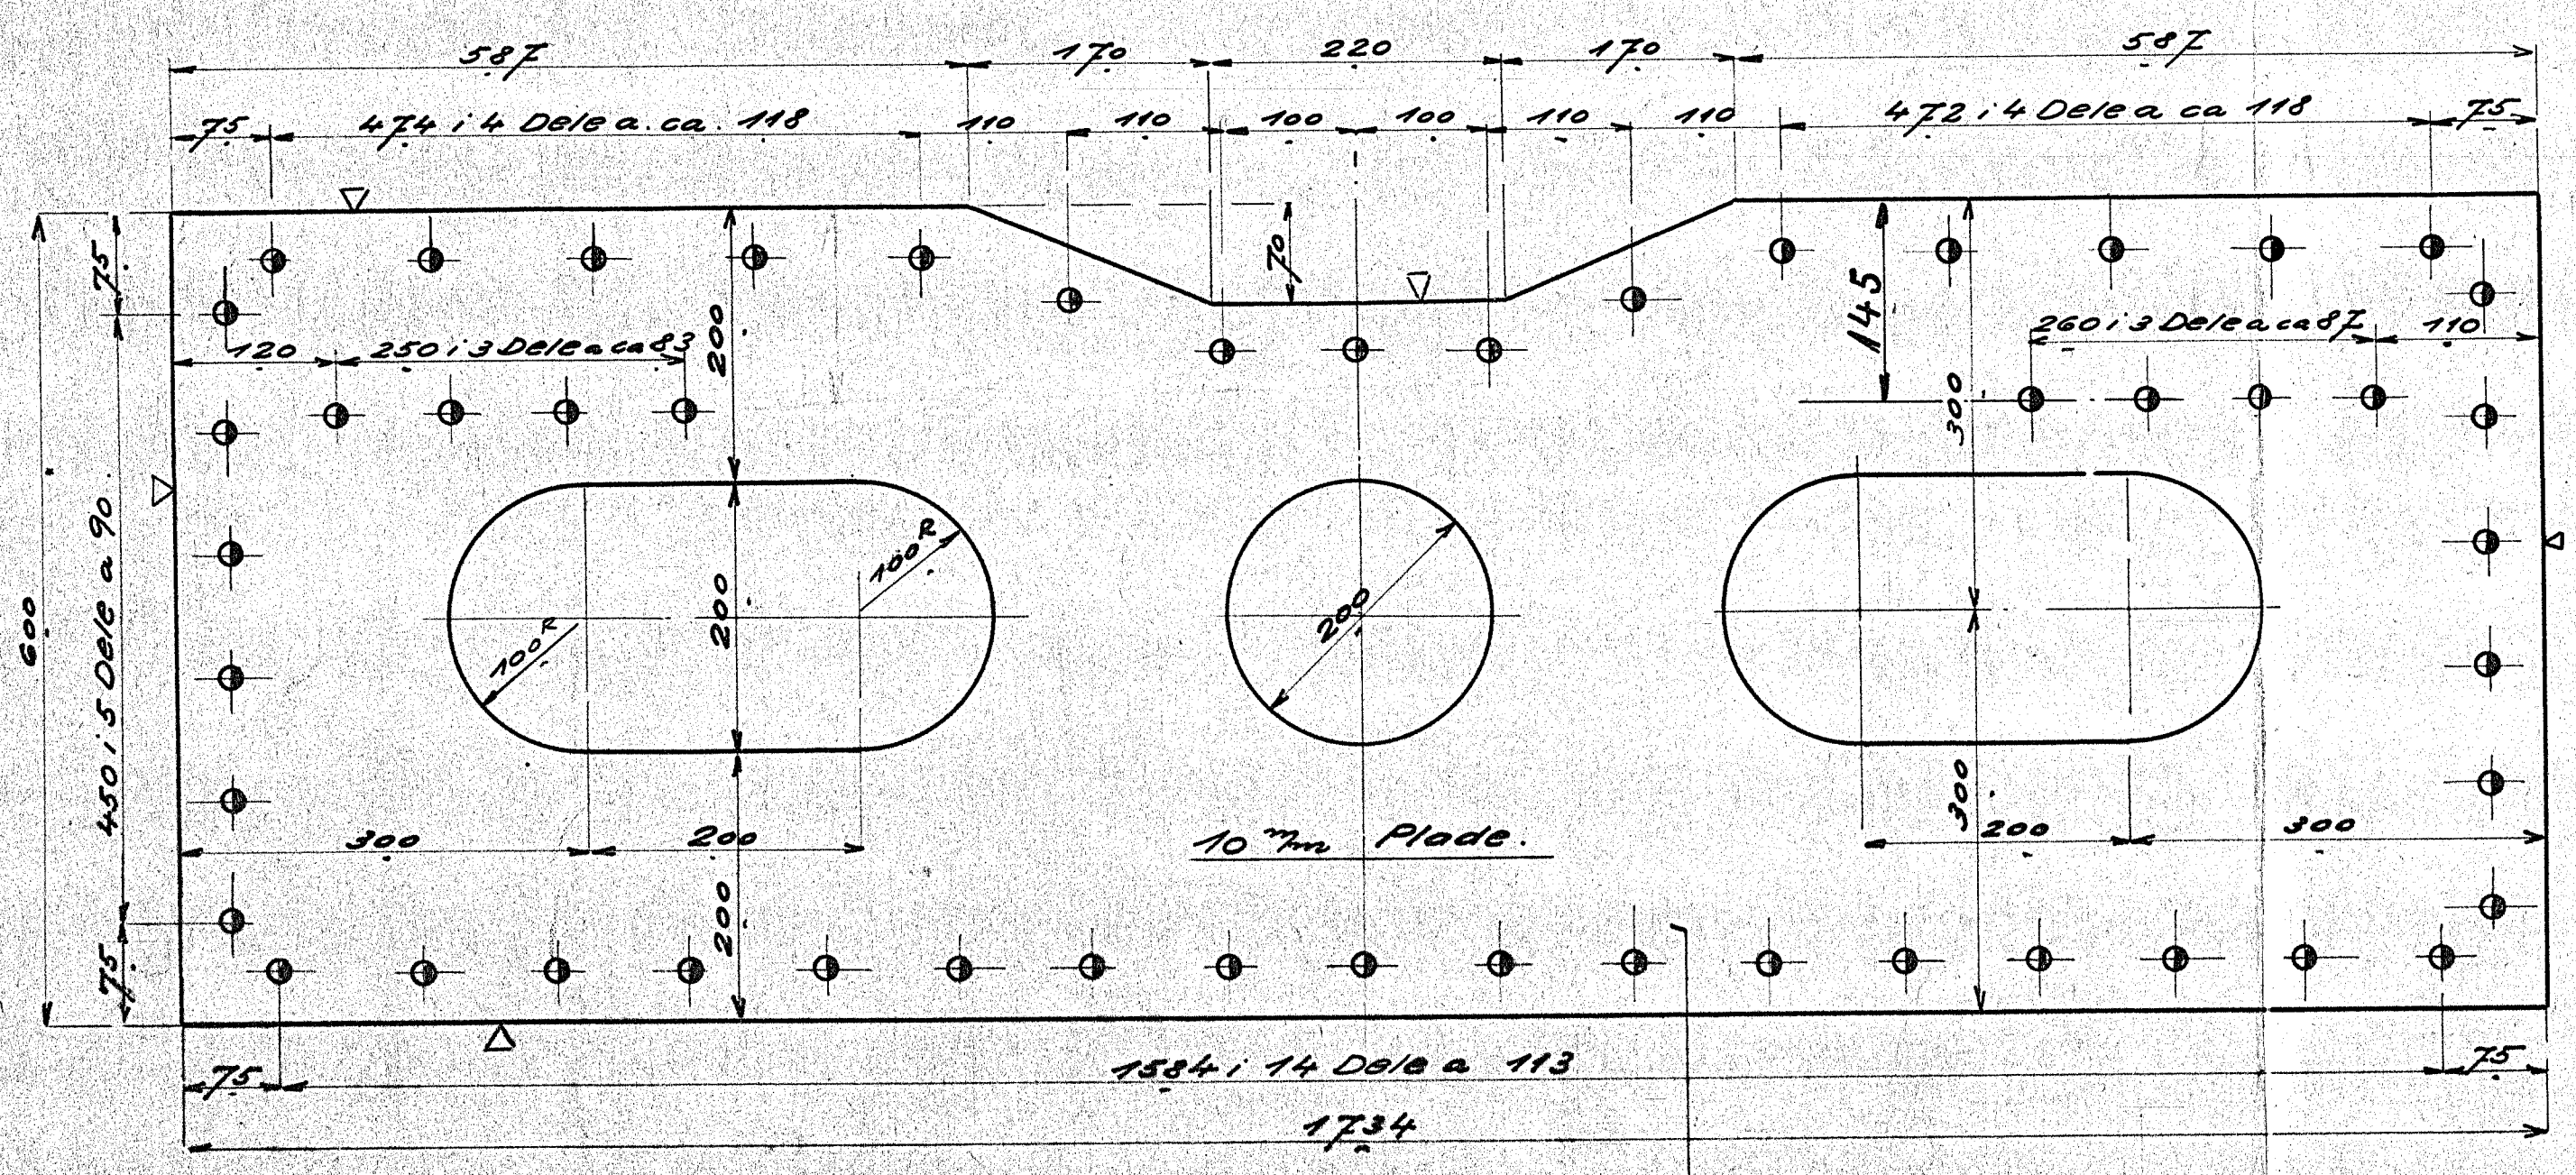 587 170 220 170 587
75 474 i 4 Dele a. ca. 118 110 110 100 100 110 110 472 i 4 Dele a ca 118 75
75 70 145
120 250 i 3 Dele a ca 83 200 260 i 3 Dele a ca 87 110
300
600 450 i 5 Dele a 90. 200 100R 100R 200
300 200 10 m/m Plade. 300 200 300
75 200
75 1584 i 14 Dele a 113 75
1734